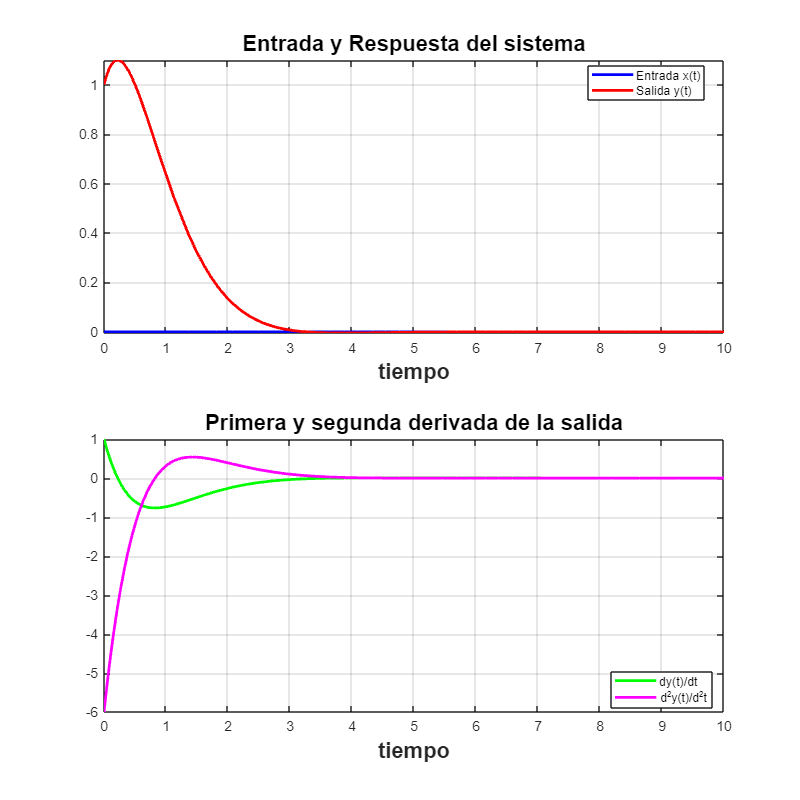 Entrada y Respuesta del sistema
Entrada x(t)
Salida y(t)
1
0.8
0.6
0.4
0.2
0
0 1 2 3 4 5 6 7 8 9 10
tiempo
Primera y segunda derivada de la salida
1
0
-1
-2
-3
-4
-5
-6
dy(t)/dt
d²y(t)/d²t
0 1 2 3 4 5 6 7 8 9 10
tiempo